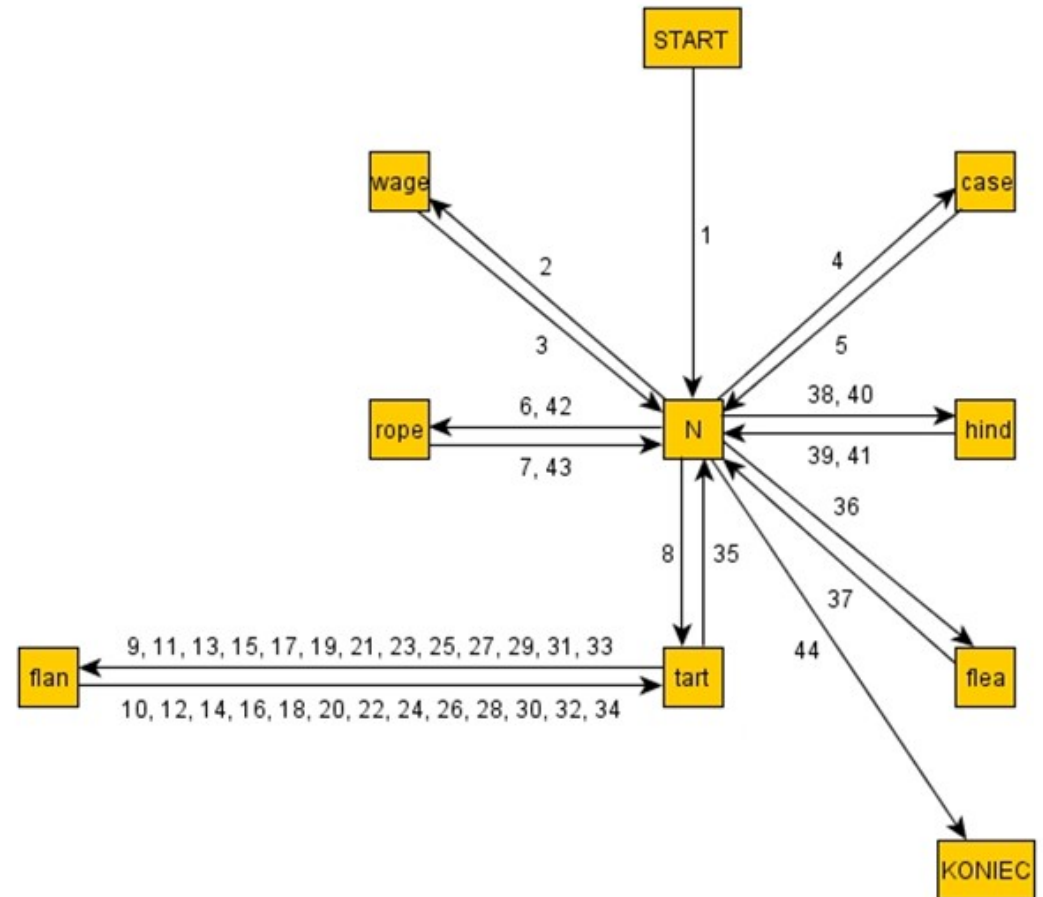 START
wage
case
1
2
4
3
5
6, 42
38, 40
rope
N
hind
7, 43
39, 41
36
8
35
37
9, 11, 13, 15, 17, 19, 21, 23, 25, 27, 29, 31, 33
44
flan
tart
flea
10, 12, 14, 16, 18, 20, 22, 24, 26, 28, 30, 32, 34
KONIEC